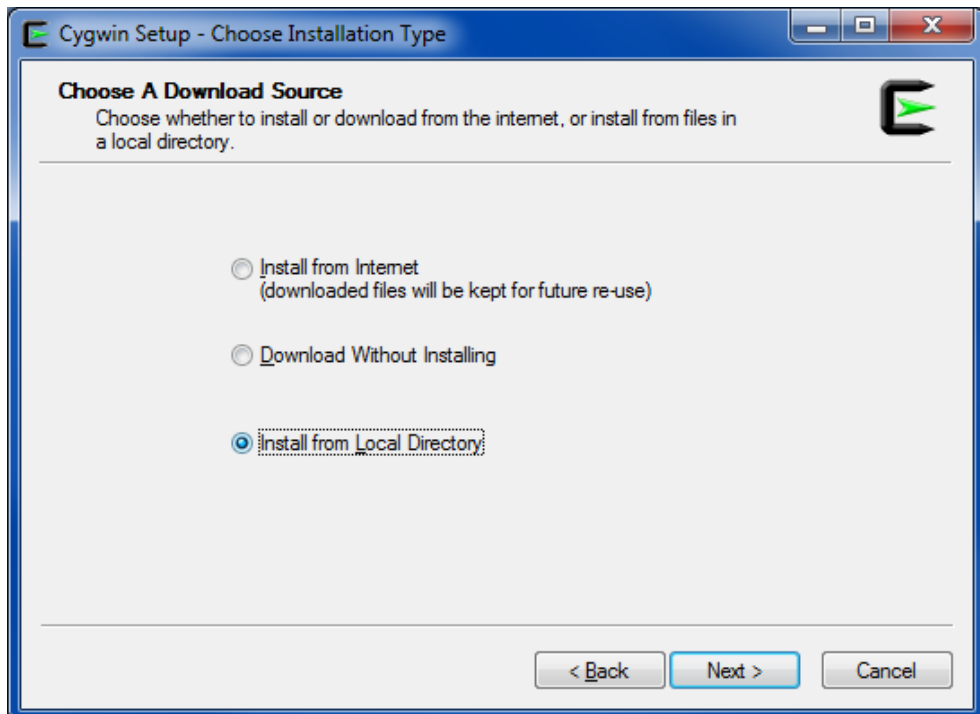 Cygwin Setup - Choose Installation Type
Choose A Download Source
Choose whether to install or download from the internet, or install from files in
a local directory.
Install from Internet
(downloaded files will be kept for future re-use)
Download Without Installing
Install from Local Directory
< Back
Next >
Cancel